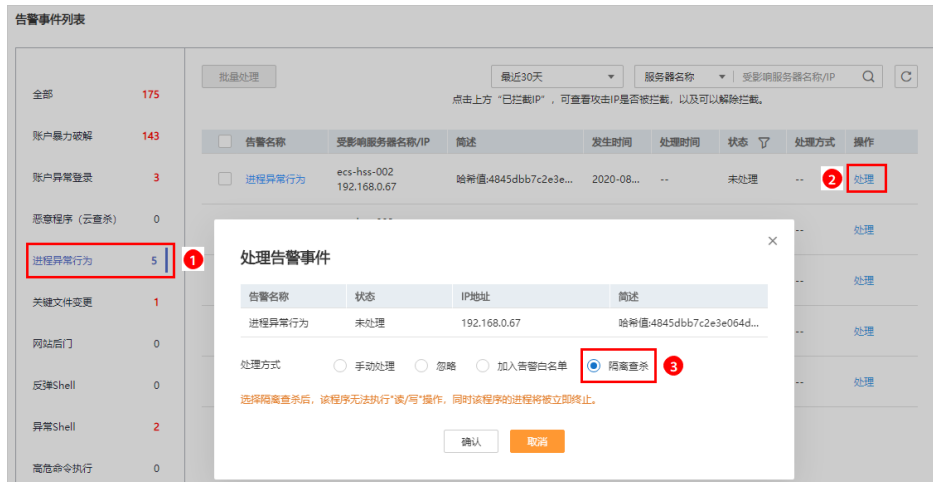 告警事件列表
批量处理
最近30天
服务器名称
受影响服务器名称/IP
点击上方“已拦截IP”，可查看攻击IP是否被拦截，以及可以解除拦截。
全部 175
账户暴力破解 143
账户异常登录 3
恶意程序（云查杀） 0
进程异常行为 5
1
关键文件变更 1
网站后门 0
反弹Shell 0
异常Shell 2
高危命令执行 0
告警名称 受影响服务器名称/IP 简述 发生时间 处理时间 状态 处理方式 操作
进程异常行为 ecs-hss-002 哈希值:4845dbb7c2e3e... 2020-08... -- 未处理 -- 2 处理
192.168.0.67
-- 处理
-- 处理
-- 处理
-- 处理
处理告警事件
告警名称 状态 IP地址 简述
进程异常行为 未处理 192.168.0.67 哈希值:4845dbb7c2e3e064d...
处理方式 手动处理 忽略 加入告警白名单 隔离查杀 3
选择隔离查杀后，该程序无法执行"读/写"操作，同时该程序的进程将被立即终止。
确认 取消